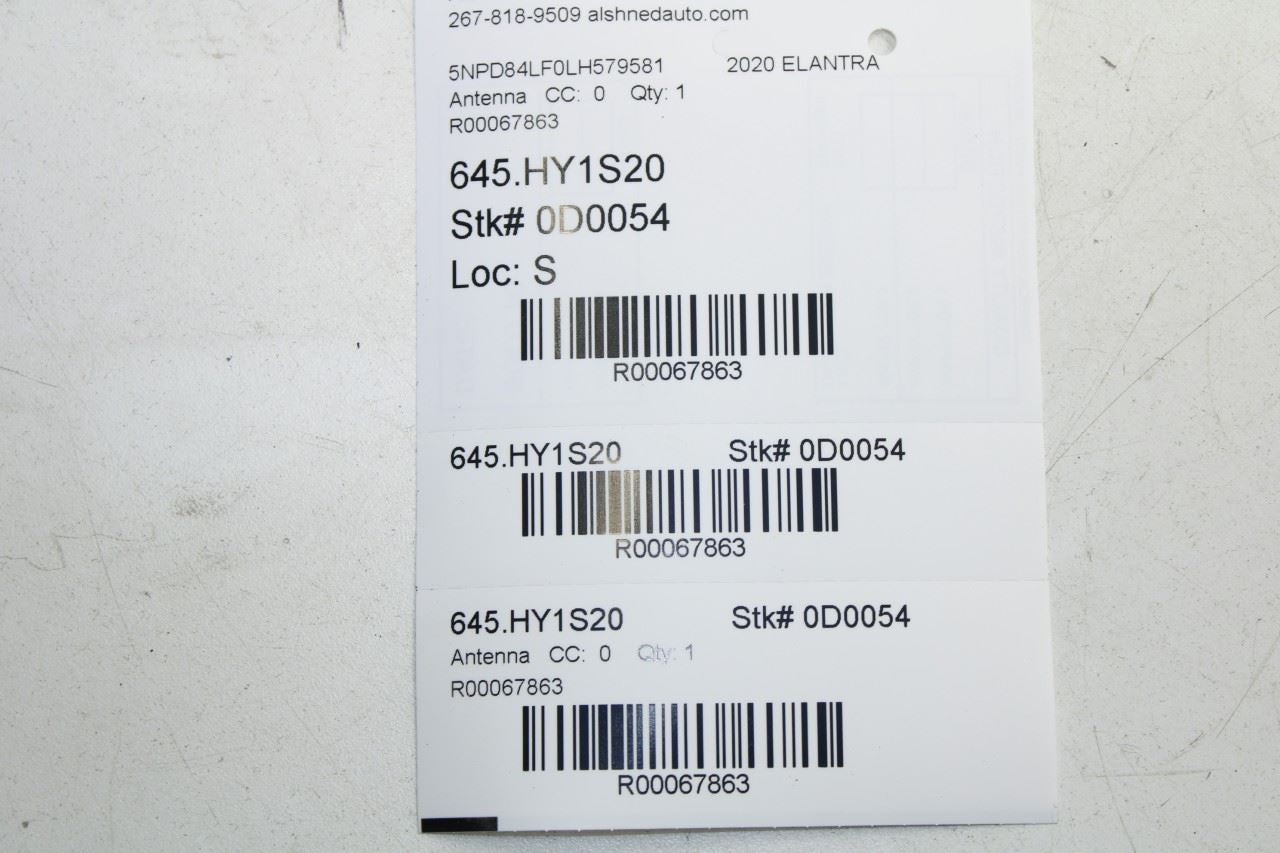 267-818-9509 alshnedauto.com
5NPD84LF0LH579581 2020 ELANTRA
Antenna CC: 0 Qty: 1
R00067863
645.HY1S20
Stk# 0D0054
Loc: S
R00067863
645.HY1S20 Stk# 0D0054
R00067863
645.HY1S20 Stk# 0D0054
Antenna CC: 0 Qty: 1
R00067863
R00067863